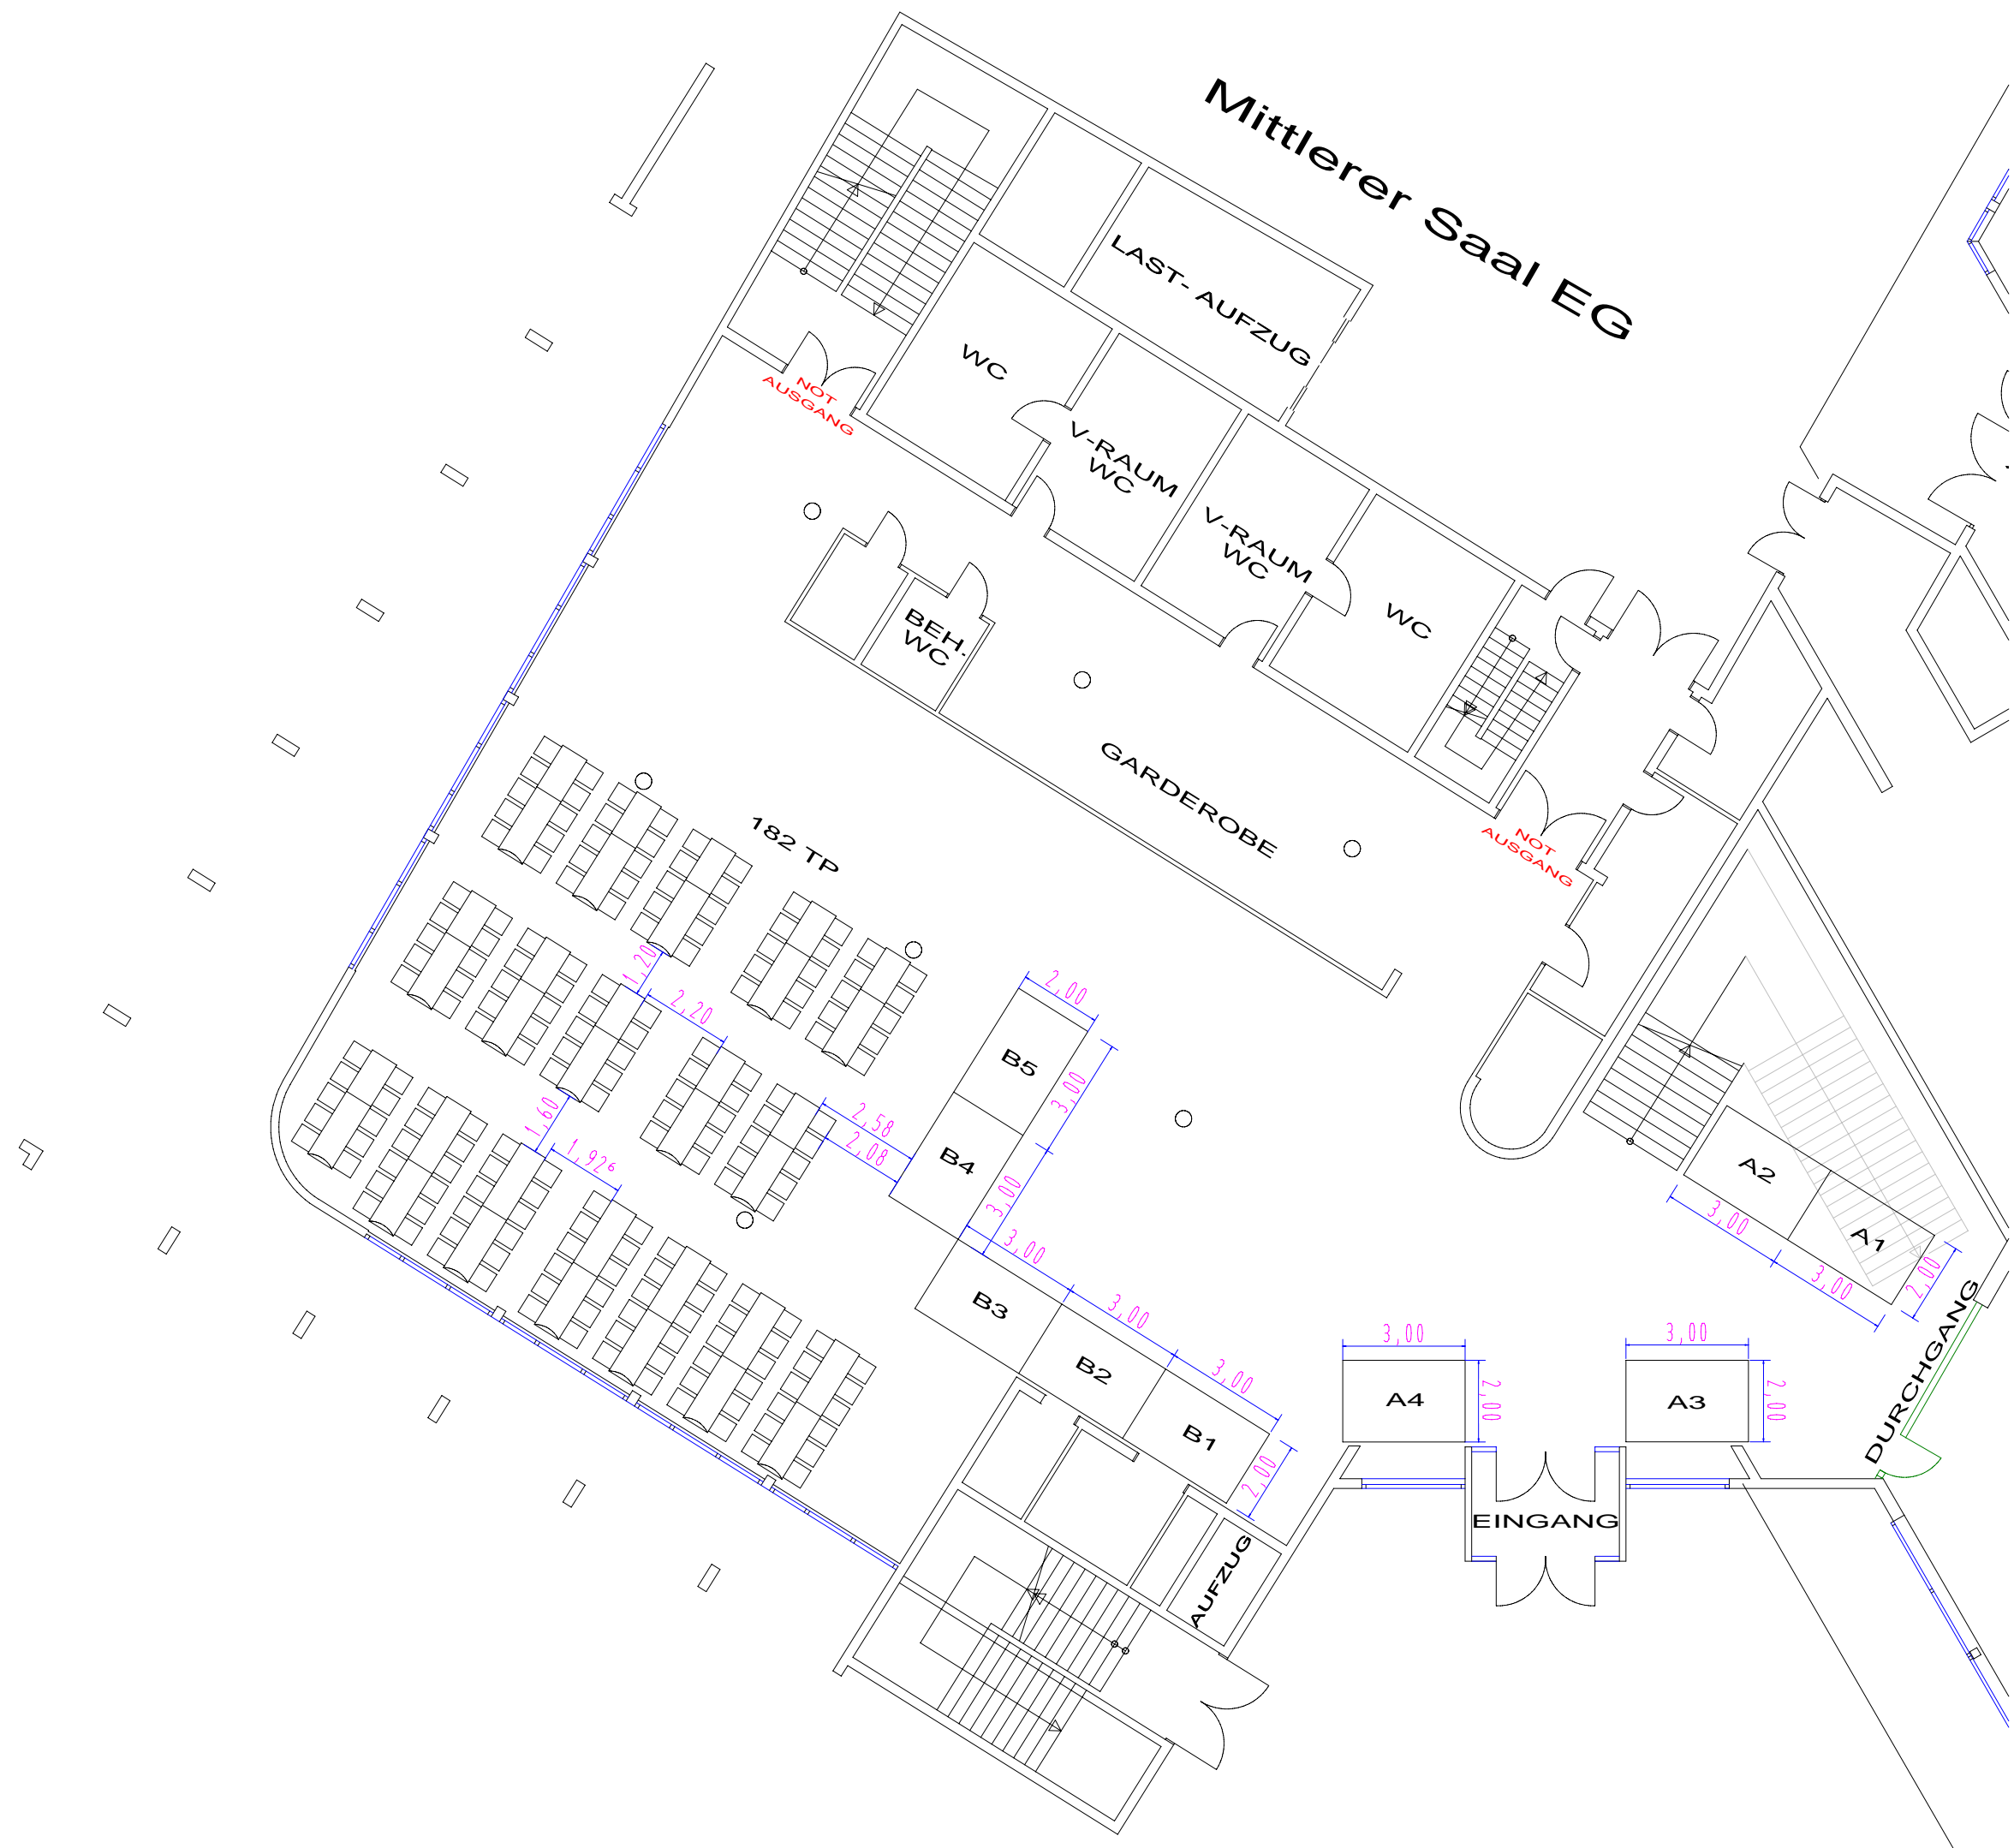 Mittlerer Saal EG
LAST- AUFZUG
WC
NOT
AUSGANG
V-RAUM
WC
V-RAUM
WC
WC
BEH.-
WC
GARDEROBE
NOT
AUSGANG
182 TP
1,20
2,20
2,00
B5
3,00
2,58
2,08
B4
3,00
1,60
1,92⁶
3,00
B3
3,00
B2
3,00
B1
2,00
A2
A1
3,00
3,00
2,00
DURCHGANG
3,00
A4
2,00
3,00
A3
2,00
EINGANG
AUFZUG